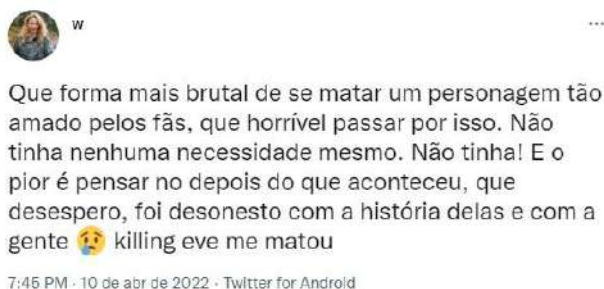 w
...
Que forma mais brutal de se matar um personagem tão
amado pelos fãs, que horrível passar por isso. Não
tinha nenhuma necessidade mesmo. Não tinha! E o
pior é pensar no depois do que aconteceu, que
desespero, foi desonesto com a história delas e com a
gente 😢 killing eve me matou
7:45 PM · 10 de abr de 2022 · Twitter for Android